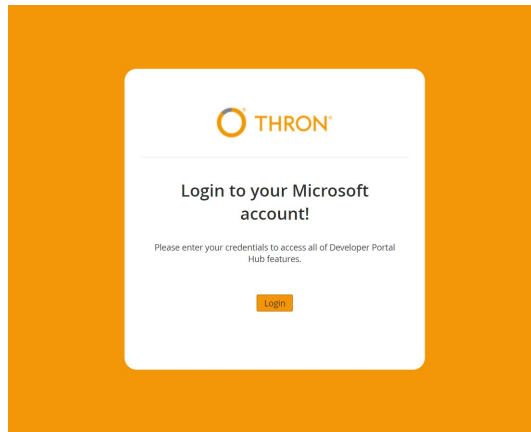 THRON
Login to your Microsoft
account!
Please enter your credentials to access all of Developer Portal
Hub features.
Login